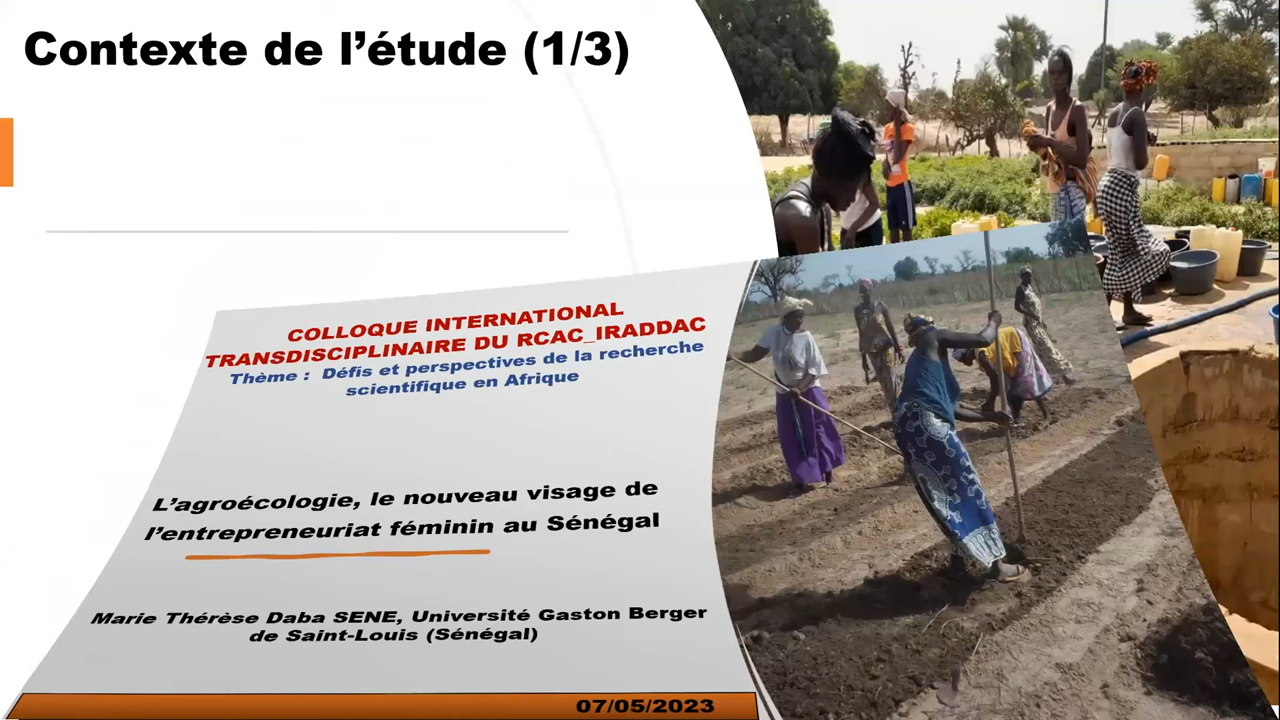 Contexte de l’étude (1/3)
COLLOQUE INTERNATIONAL
TRANSDISCIPLINAIRE DU RCAC_IRADDAC
Thème : Défis et perspectives de la recherche
scientifique en Afrique
L’agroécologie, le nouveau visage de
l’entrepreneuriat féminin au Sénégal
Marie Thérèse Daba SENE, Université Gaston Berger
de Saint-Louis (Sénégal)
07/05/2023